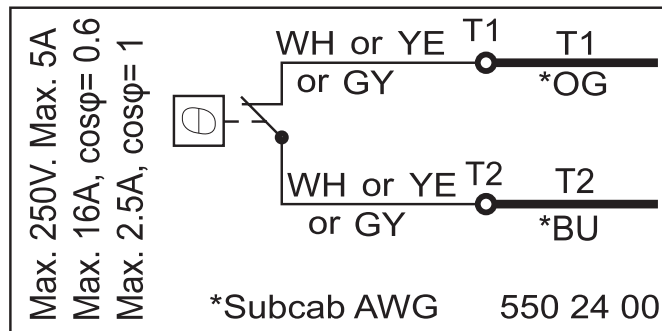 Max. 250V. Max. 5A
Max. 16A, cosφ= 0.6
Max. 2.5A, cosφ= 1
θ
WH or YE
or GY
T1
T1
*OG
WH or YE
or GY
T2
T2
*BU
*Subcab AWG
550 24 00